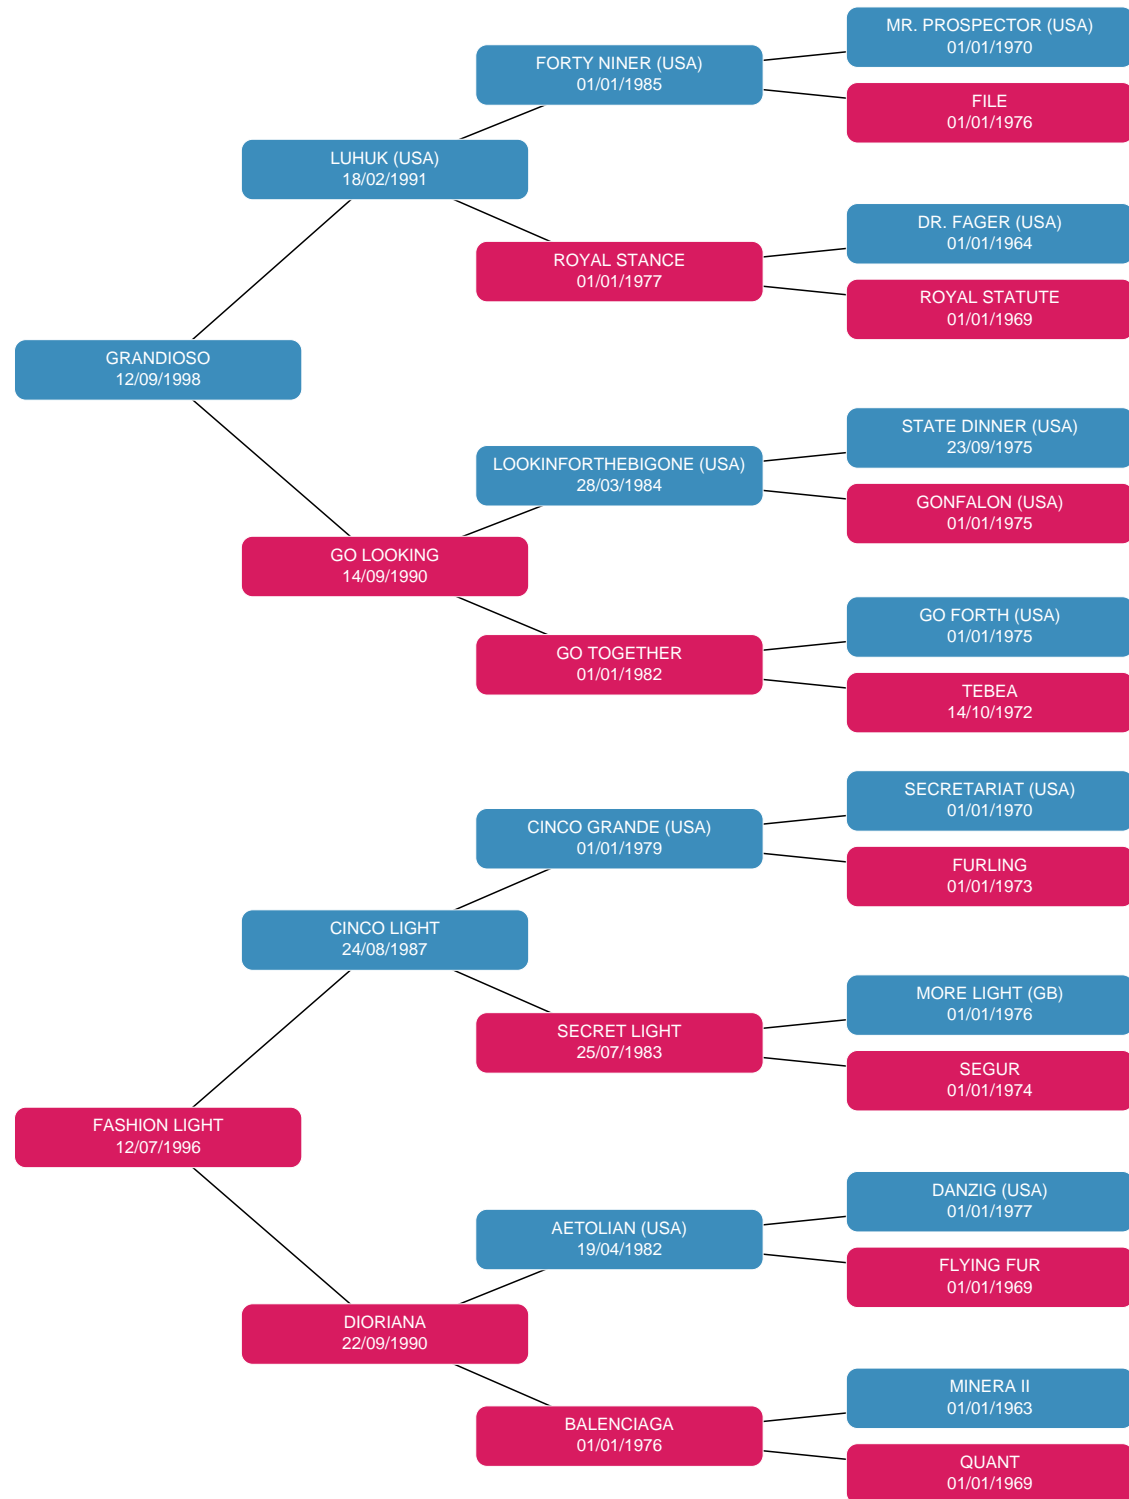 MR. PROSPECTOR (USA)
01/01/1970
FORTY NINER (USA)
01/01/1985
FILE
01/01/1976
LUHUK (USA)
18/02/1991
DR. FAGER (USA)
01/01/1964
ROYAL STANCE
01/01/1977
ROYAL STATUTE
01/01/1969
GRANDIOSO
12/09/1998
STATE DINNER (USA)
23/09/1975
LOOKINFORTHEBIGONE (USA)
28/03/1984
GONFALON (USA)
01/01/1975
GO LOOKING
14/09/1990
GO FORTH (USA)
01/01/1975
GO TOGETHER
01/01/1982
TEBEA
14/10/1972
SECRETARIAT (USA)
01/01/1970
CINCO GRANDE (USA)
01/01/1979
FURLING
01/01/1973
CINCO LIGHT
24/08/1987
MORE LIGHT (GB)
01/01/1976
SECRET LIGHT
25/07/1983
SEGUR
01/01/1974
FASHION LIGHT
12/07/1996
DANZIG (USA)
01/01/1977
AETOLIAN (USA)
19/04/1982
FLYING FUR
01/01/1969
DIORIANA
22/09/1990
MINERA II
01/01/1963
BALENCIAGA
01/01/1976
QUANT
01/01/1969